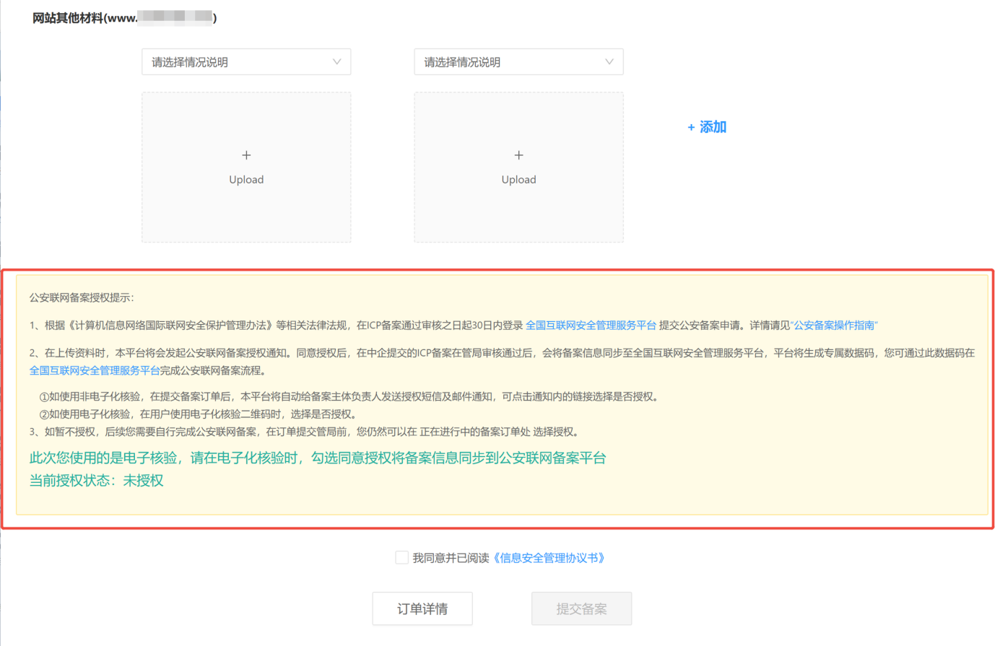 网站其他材料(www.)
请选择情况说明 请选择情况说明
+ 添加
+ +
Upload Upload
公安联网备案授权提示：
1、根据《计算机信息网络国际联网安全保护管理办法》等相关法律法规，在ICP备案通过审核之日起30日内登录 全国互联网安全管理服务平台 提交公安备案申请。详情请见“公安备案操作指南”
2、在上传资料时，本平台将会发起公安联网备案授权通知。同意授权后，在中企提交的ICP备案在管局审核通过后，会将备案信息同步至全国互联网安全管理服务平台，平台将生成专属数据码，您可通过此数据码在
全国互联网安全管理服务平台完成公安联网备案流程。
①如使用非电子化核验，在提交备案订单后，本平台将自动给备案主体负责人发送授权短信及邮件通知，可点击通知内的链接选择是否授权。
②如使用电子化核验，在用户使用电子化核验二维码时，选择是否授权。
3、如暂不授权，后续您需要自行完成公安联网备案，在订单提交管局前，您仍然可以在 正在进行中的备案订单处 选择授权。
此次您使用的是电子核验，请在电子化核验时，勾选同意授权将备案信息同步到公安联网备案平台
当前授权状态：未授权
我同意并已阅读《信息安全管理协议书》
订单详情 提交备案